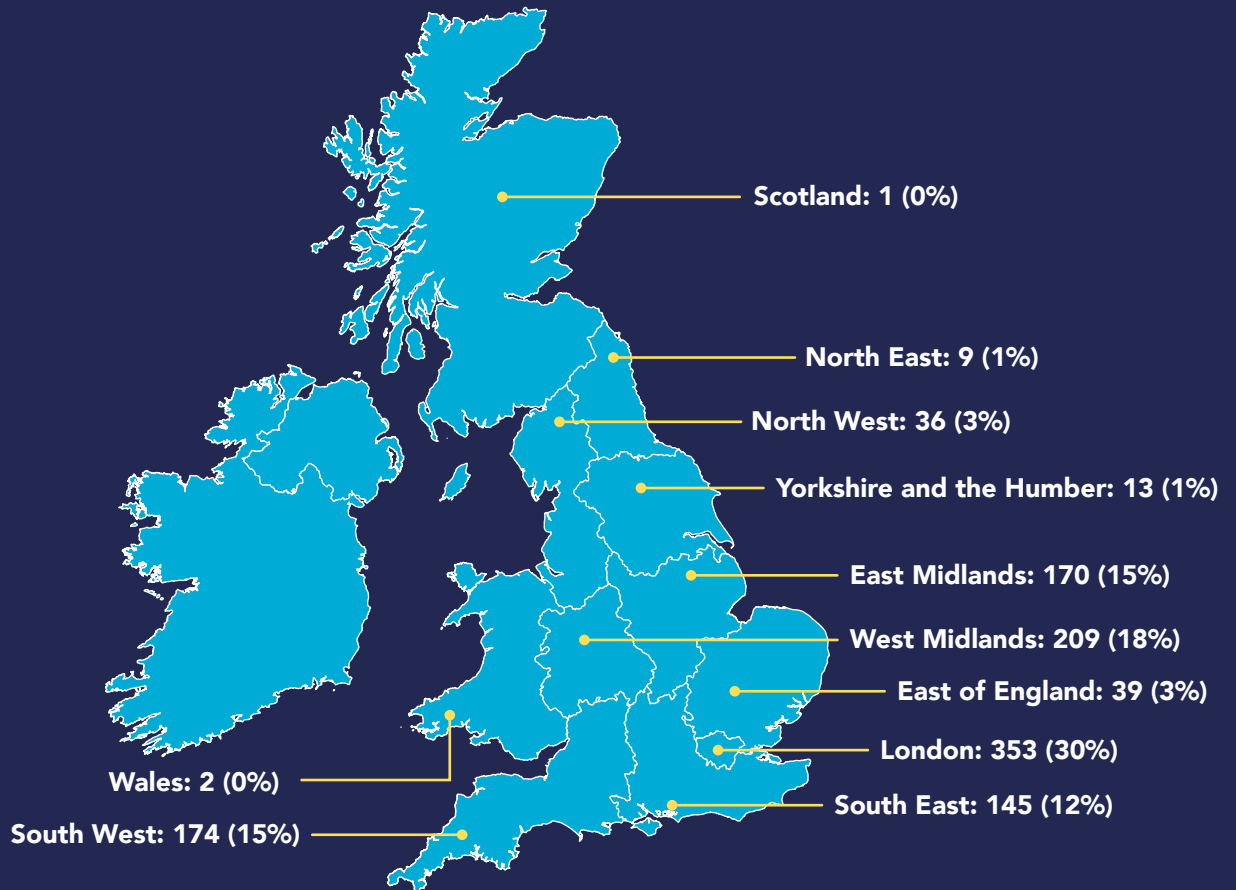 Scotland: 1 (0%)
North East: 9 (1%)
North West: 36 (3%)
Yorkshire and the Humber: 13 (1%)
East Midlands: 170 (15%)
West Midlands: 209 (18%)
East of England: 39 (3%)
London: 353 (30%)
Wales: 2 (0%)
South East: 145 (12%)
South West: 174 (15%)